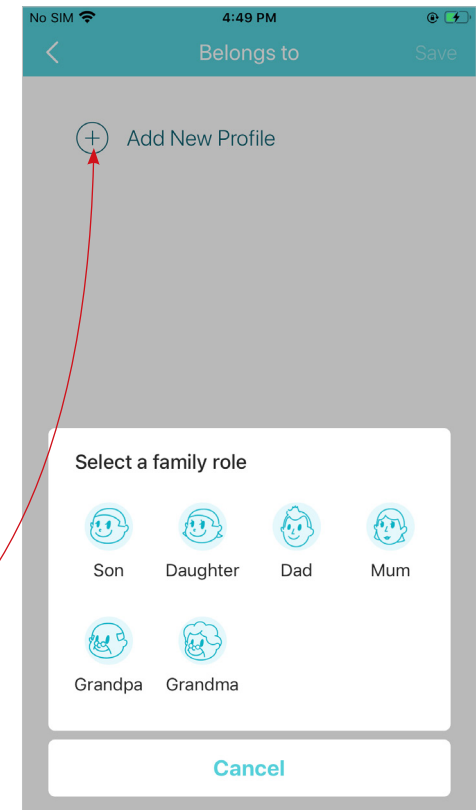 No SIM 4:49 PM
Belongs to Save
Add New Profile
Select a family role
Son Daughter Dad Mum
Grandpa Grandma
Cancel